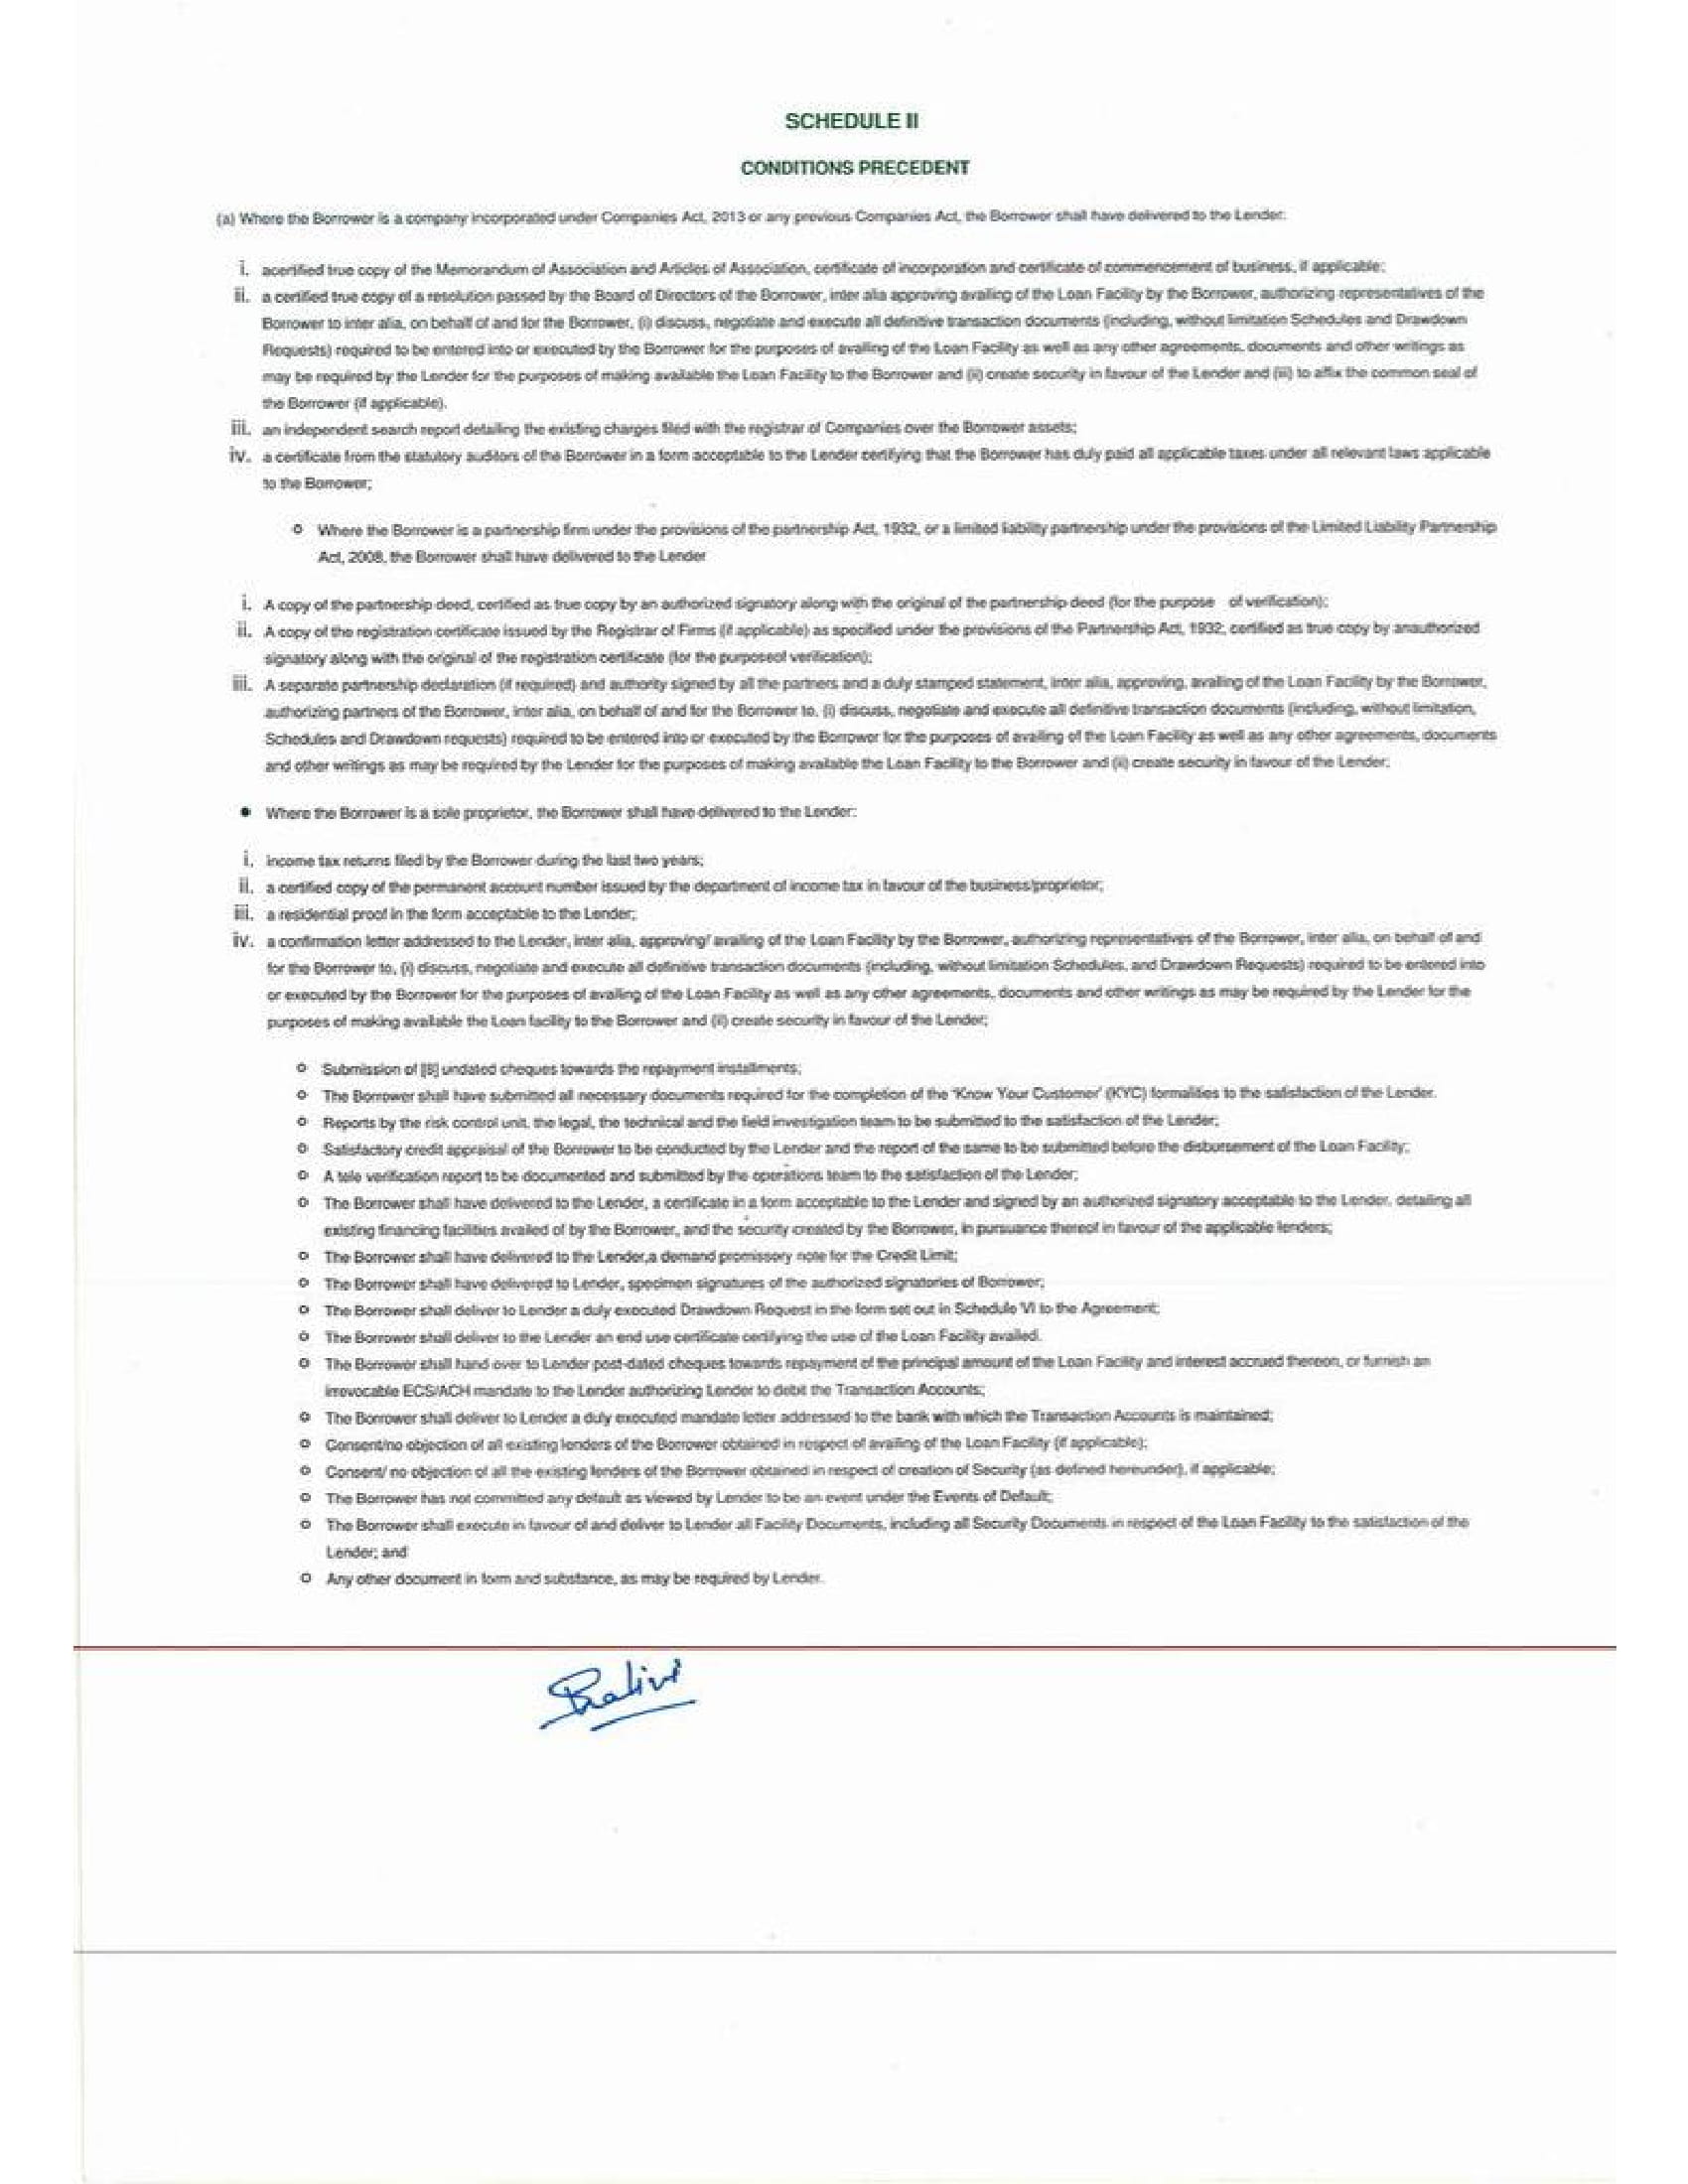 SCHEDULE II
CONDITIONS PRECEDENT
(a) Where the Borrower is a company incorporated under Companies Act, 2013 or any previous Companies Act, the Borrower shall have delivered to the Lender:
i. acertified true copy of the Memorandum of Association and Articles of Association, certificate of incorporation and certificate of commencement of business, if applicable;
ii. a certified true copy of a resolution passed by the Board of Directors of the Borrower, inter alia approving availing of the Loan Facility by the Borrower, authorizing representatives of the
Borrower to inter alia, on behalf of and for the Borrower, (i) discuss, negotiate and execute all definitive transaction documents (including, without limitation Schedules and Drawdown
Requests) required to be entered into or executed by the Borrower for the purposes of availing of the Loan Facility as well as any other agreements, documents and other writings as
may be required by the Lender for the purposes of making available the Loan Facility to the Borrower and (ii) create security in favour of the Lender and (iii) to affix the common seal of
the Borrower (if applicable).
iii. an independent search report detailing the existing charges filed with the registrar of Companies over the Borrower assets;
iv. a certificate from the statutory auditors of the Borrower in a form acceptable to the Lender certifying that the Borrower has duly paid all applicable taxes under all relevant laws applicable
to the Borrower;
o Where the Borrower is a partnership firm under the provisions of the partnership Act, 1932, or a limited liability partnership under the provisions of the Limited Liability Partnership
Act, 2008, the Borrower shall have delivered to the Lender
i. A copy of the partnership deed, certified as true copy by an authorized signatory along with the original of the partnership deed (for the purpose of verification);
ii. A copy of the registration certificate issued by the Registrar of Firms (if applicable) as specified under the provisions of the Partnership Act, 1932, certified as true copy by anauthorized
signatory along with the original of the registration certificate (for the purposeof verification);
iii. A separate partnership declaration (if required) and authority signed by all the partners and a duly stamped statement, inter alia, approving, availing of the Loan Facility by the Borrower,
authorizing partners of the Borrower, inter alia, on behalf of and for the Borrower to, (i) discuss, negotiate and execute all definitive transaction documents (including, without limitation,
Schedules and Drawdown requests) required to be entered into or executed by the Borrower for the purposes of availing of the Loan Facility as well as any other agreements, documents
and other writings as may be required by the Lender for the purposes of making available the Loan Facility to the Borrower and (ii) create security in favour of the Lender;
• Where the Borrower is a sole proprietor, the Borrower shall have delivered to the Lender:
i. income tax returns filed by the Borrower during the last two years;
ii. a certified copy of the permanent account number issued by the department of income tax in favour of the business/proprietor;
iii. a residential proof in the form acceptable to the Lender;
iv. a confirmation letter addressed to the Lender, inter alia, approving/ availing of the Loan Facility by the Borrower, authorizing representatives of the Borrower, inter alia, on behalf of and
for the Borrower to, (i) discuss, negotiate and execute all definitive transaction documents (including, without limitation Schedules, and Drawdown Requests) required to be entered into
or executed by the Borrower for the purposes of availing of the Loan Facility as well as any other agreements, documents and other writings as may be required by the Lender for the
purposes of making available the Loan facility to the Borrower and (ii) create security in favour of the Lender;
o Submission of [8] undated cheques towards the repayment installments;
o The Borrower shall have submitted all necessary documents required for the completion of the 'Know Your Customer' (KYC) formalities to the satisfaction of the Lender.
o Reports by the risk control unit, the legal, the technical and the field investigation team to be submitted to the satisfaction of the Lender;
o Satisfactory credit appraisal of the Borrower to be conducted by the Lender and the report of the same to be submitted before the disbursement of the Loan Facility;
o A tele verification report to be documented and submitted by the operations team to the satisfaction of the Lender;
o The Borrower shall have delivered to the Lender, a certificate in a form acceptable to the Lender and signed by an authorized signatory acceptable to the Lender, detailing all
existing financing facilities availed of by the Borrower, and the security created by the Borrower, in pursuance thereof in favour of the applicable lenders;
o The Borrower shall have delivered to the Lender,a demand promissory note for the Credit Limit;
o The Borrower shall have delivered to Lender, specimen signatures of the authorized signatories of Borrower;
o The Borrower shall deliver to Lender a duly executed Drawdown Request in the form set out in Schedule VI to the Agreement;
o The Borrower shall deliver to the Lender an end use certificate certifying the use of the Loan Facility availed.
o The Borrower shall hand over to Lender post-dated cheques towards repayment of the principal amount of the Loan Facility and interest accrued thereon, or furnish an
irrevocable ECS/ACH mandate to the Lender authorizing Lender to debit the Transaction Accounts;
o The Borrower shall deliver to Lender a duly executed mandate letter addressed to the bank with which the Transaction Accounts is maintained;
o Consent/no objection of all existing lenders of the Borrower obtained in respect of availing of the Loan Facility (if applicable);
o Consent/ no objection of all the existing lenders of the Borrower obtained in respect of creation of Security (as defined hereunder), if applicable;
o The Borrower has not committed any default as viewed by Lender to be an event under the Events of Default;
o The Borrower shall execute in favour of and deliver to Lender all Facility Documents, including all Security Documents in respect of the Loan Facility to the satisfaction of the
Lender; and
o Any other document in form and substance, as may be required by Lender.